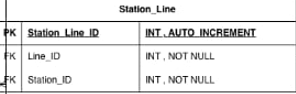 Station_Line
PK Station_Line_ID INT , AUTO_INCREMENT
FK Line_ID INT , NOT NULL
FK Station_ID INT , NOT NULL